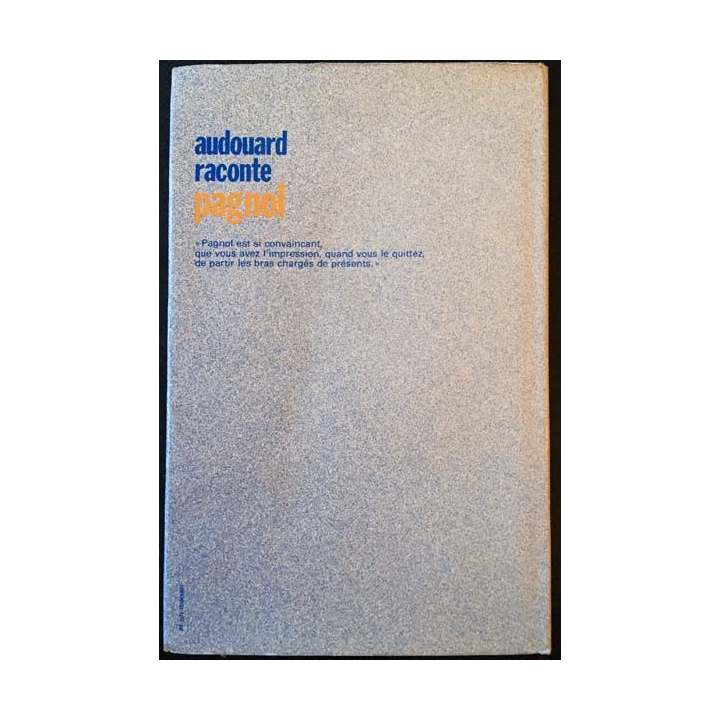 audouard
raconte
pagnol
« Pagnol est si convaincant,
que vous avez l'impression, quand vous le quittez,
de partir les bras chargés de présents. »